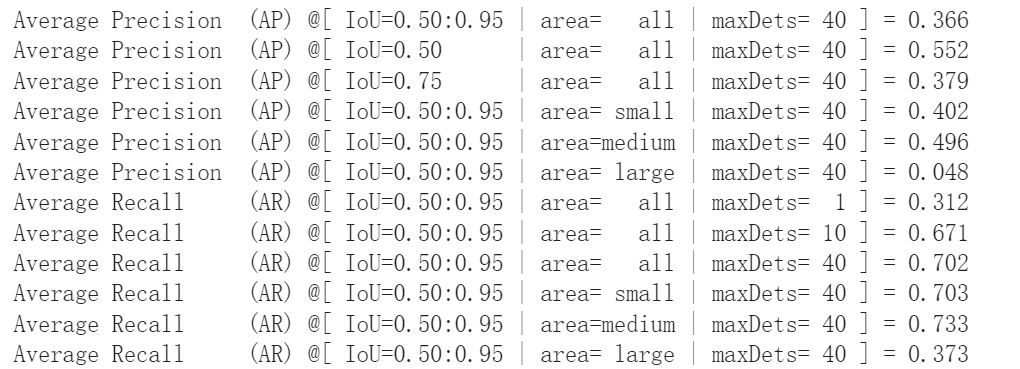 Average Precision  (AP) @[ IoU=0.50:0.95 | area=   all | maxDets= 40 ] = 0.366
Average Precision  (AP) @[ IoU=0.50      | area=   all | maxDets= 40 ] = 0.552
Average Precision  (AP) @[ IoU=0.75      | area=   all | maxDets= 40 ] = 0.379
Average Precision  (AP) @[ IoU=0.50:0.95 | area= small | maxDets= 40 ] = 0.402
Average Precision  (AP) @[ IoU=0.50:0.95 | area=medium | maxDets= 40 ] = 0.496
Average Precision  (AP) @[ IoU=0.50:0.95 | area= large | maxDets= 40 ] = 0.048
Average Recall     (AR) @[ IoU=0.50:0.95 | area=   all | maxDets=  1 ] = 0.312
Average Recall     (AR) @[ IoU=0.50:0.95 | area=   all | maxDets= 10 ] = 0.671
Average Recall     (AR) @[ IoU=0.50:0.95 | area=   all | maxDets= 40 ] = 0.702
Average Recall     (AR) @[ IoU=0.50:0.95 | area= small | maxDets= 40 ] = 0.703
Average Recall     (AR) @[ IoU=0.50:0.95 | area=medium | maxDets= 40 ] = 0.733
Average Recall     (AR) @[ IoU=0.50:0.95 | area= large | maxDets= 40 ] = 0.373